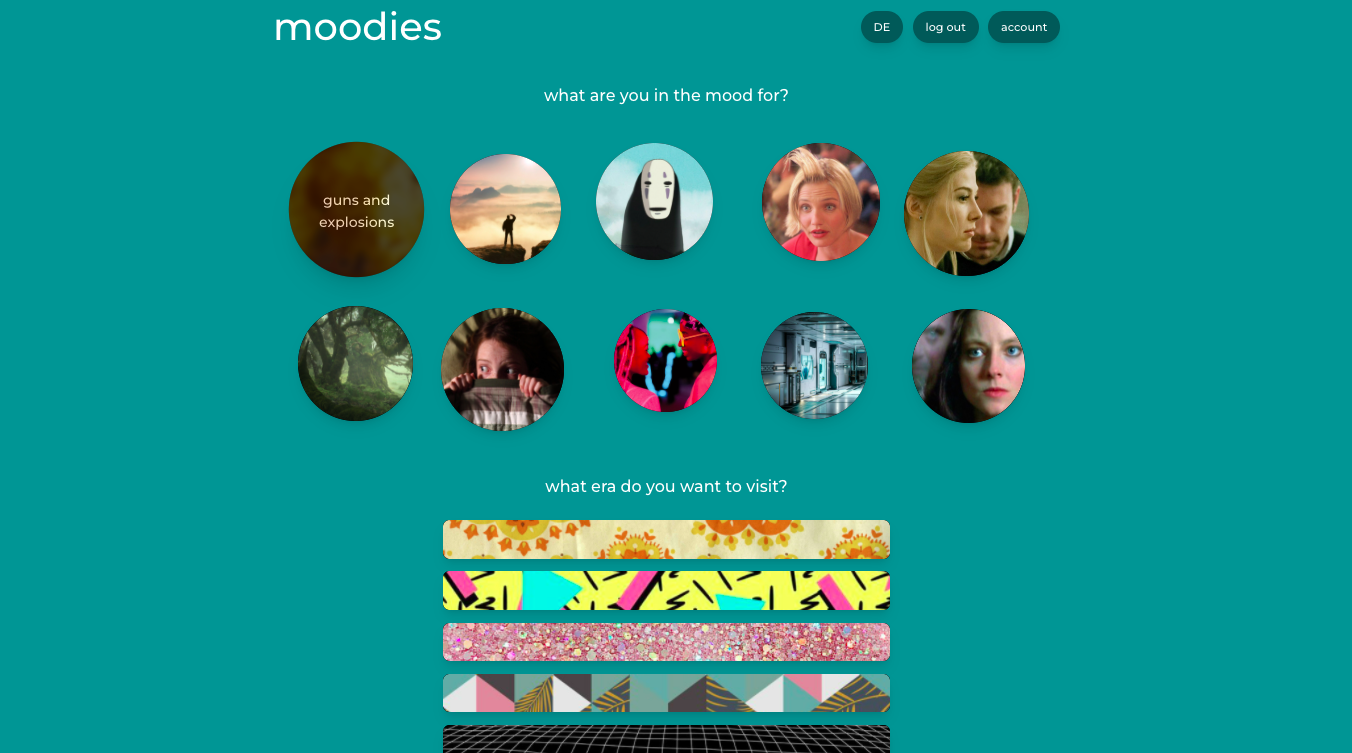 moodies
DE
log out
account
what are you in the mood for?
guns and
explosions
what era do you want to visit?